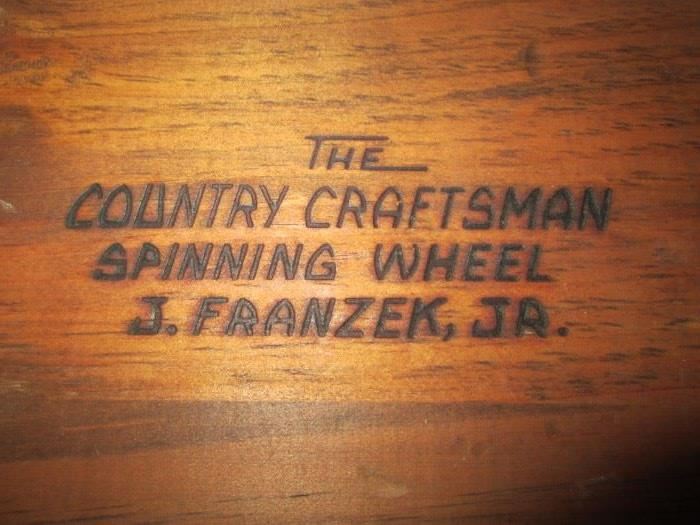 THE
COUNTRY CRAFTSMAN
SPINNING WHEEL
J. FRANZEK, JR.